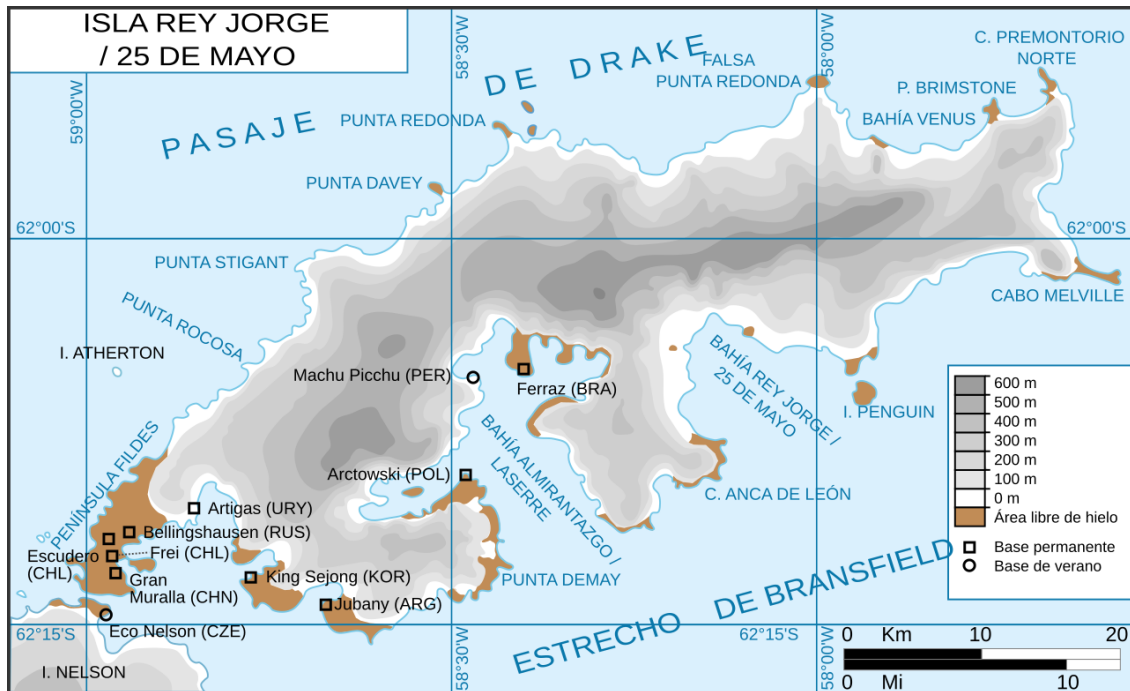 ISLA REY JORGE
/ 25 DE MAYO
58°30'W
58°00'W
59°00'W
PASAJE DE DRAKE
FALSA
PUNTA REDONDA
C. PREMONTORIO
NORTE
P. BRIMSTONE
BAHÍA VENUS
PUNTA REDONDA
PUNTA DAVEY
62°00'S
62°00'S
PUNTA STIGANT
CABO MELVILLE
PUNTA ROCOSA
I. ATHERTON
Machu Picchu (PER)
Ferraz (BRA)
BAHÍA REY JORGE /
25 DE MAYO
I. PENGUIN
BAHÍA ALMIRANTAZGO /
LASERRE
Arctowski (POL)
C. ANCA DE LEÓN
PENÍNSULA FILDES
Artigas (URY)
Bellingshausen (RUS)
Escudero
(CHL)
Frei (CHL)
Gran
Muralla (CHN)
King Sejong (KOR)
Jubany (ARG)
PUNTA DEMAY
Eco Nelson (CZE)
ESTRECHO DE BRANSFIELD
62°15'S
62°15'S
I. NELSON
58°30'W
58°00'W
600 m
500 m
400 m
300 m
200 m
100 m
0 m
Área libre de hielo
Base permanente
Base de verano
0 Km 10 20
0 Mi 10